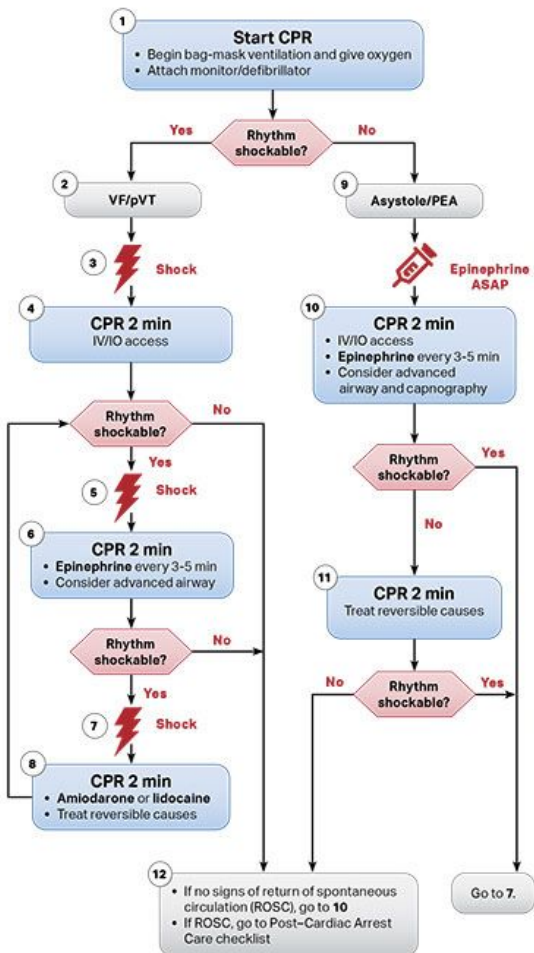 1
Start CPR
• Begin bag-mask ventilation and give oxygen
• Attach monitor/defibrillator
Yes
Rhythm
shockable?
No
2
VF/pVT
9
Asystole/PEA
3
Shock
Epinephrine
ASAP
4
CPR 2 min
IV/IO access
10
CPR 2 min
• IV/IO access
• Epinephrine every 3-5 min
• Consider advanced
airway and capnography
Rhythm
shockable?
No
Yes
5
Shock
Rhythm
shockable?
Yes
No
6
CPR 2 min
• Epinephrine every 3-5 min
• Consider advanced airway
11
CPR 2 min
Treat reversible causes
Rhythm
shockable?
No
Yes
7
Shock
No
Rhythm
shockable?
Yes
8
CPR 2 min
• Amiodarone or lidocaine
• Treat reversible causes
12
• If no signs of return of spontaneous
circulation (ROSC), go to 10
• If ROSC, go to Post–Cardiac Arrest
Care checklist
Go to 7.